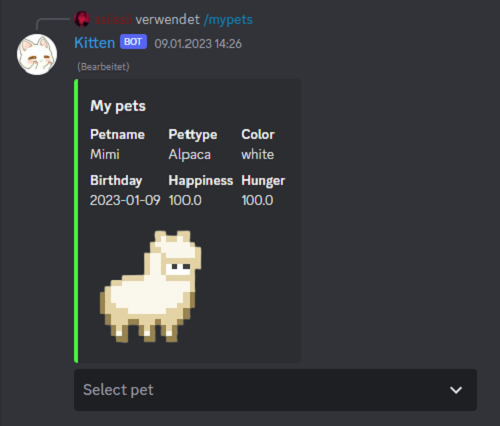 verwendet /mypets
Kitten BOT 09.01.2023 14:26
(Bearbeitet)
My pets
Petname Pettype Color
Mimi Alpaca white
Birthday Happiness Hunger
2023-01-09 100.0 100.0
Select pet